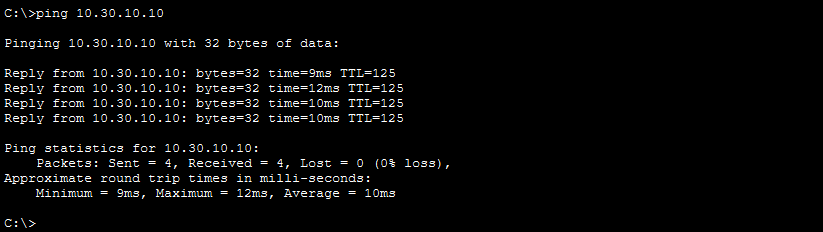 C:\>ping 10.30.10.10
Pinging 10.30.10.10 with 32 bytes of data:
Reply from 10.30.10.10: bytes=32 time=9ms TTL=125
Reply from 10.30.10.10: bytes=32 time=12ms TTL=125
Reply from 10.30.10.10: bytes=32 time=10ms TTL=125
Reply from 10.30.10.10: bytes=32 time=10ms TTL=125
Ping statistics for 10.30.10.10:
    Packets: Sent = 4, Received = 4, Lost = 0 (0% loss),
Approximate round trip times in milli-seconds:
    Minimum = 9ms, Maximum = 12ms, Average = 10ms
C:\>